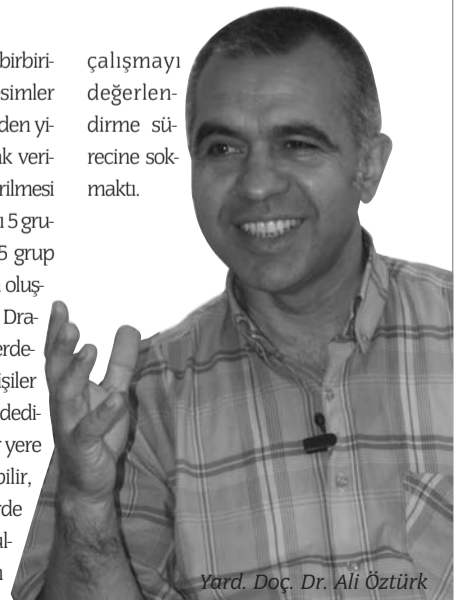 birbiri-
simler
den yi-
ak veri-
rilmesi
ı 5 gru-
5 grup
oluş-
Dra-
erde-
işiler
dedi-
yere
bilir,
rde
ul-
n
çalışmayı
değerlen-
dirme sü-
recine sok-
maktı.
Yard. Doç. Dr. Ali Öztürk